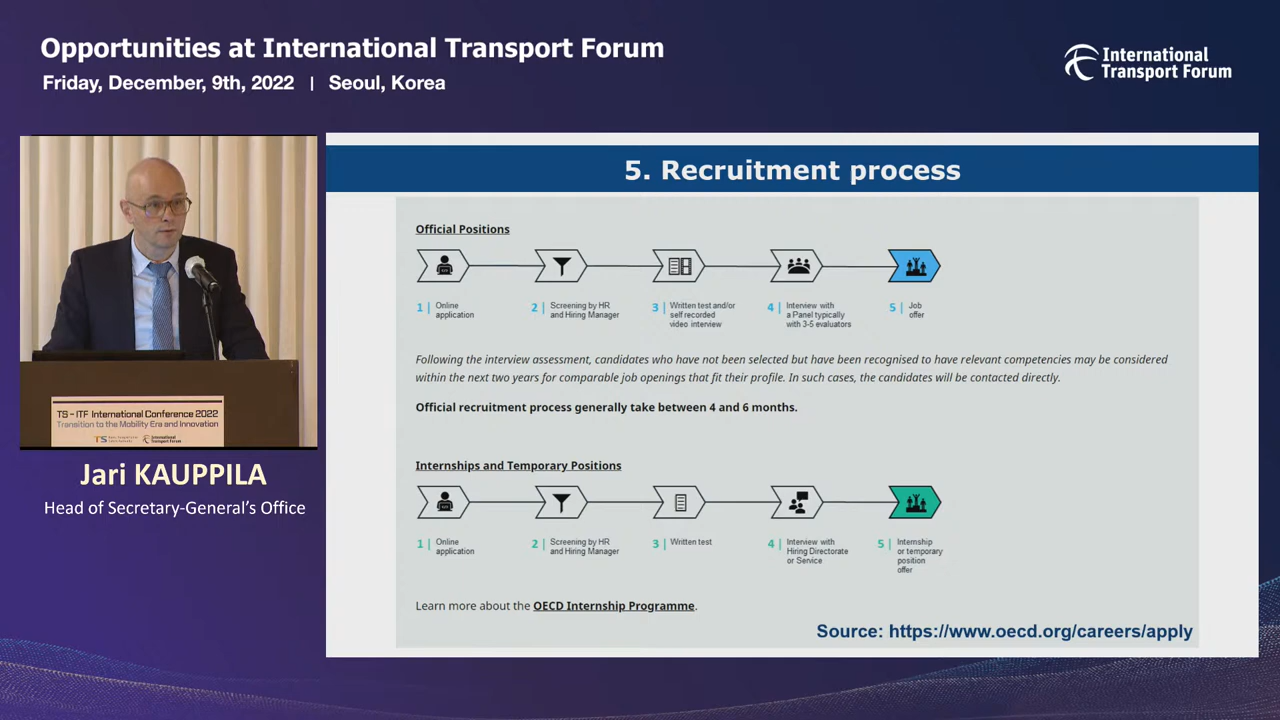 Opportunities at International Transport Forum
Friday, December, 9th, 2022 | Seoul, Korea
International
Transport Forum
5. Recruitment process
Official Positions
1 | Online
application
2 | Screening by HR
and Hiring Manager
3 | Written test and/or
self recorded
video interview
4 | Interview with
a Panel typically
with 3-5 evaluators
5 | Job
offer
Following the interview assessment, candidates who have not been selected but have been recognised to have relevant competencies may be considered
within the next two years for comparable job openings that fit their profile. In such cases, the candidates will be contacted directly.
Official recruitment process generally take between 4 and 6 months.
Internships and Temporary Positions
1 | Online
application
2 | Screening by HR
and Hiring Manager
3 | Written test
4 | Interview with
Hiring Directorate
or Service
5 | Internship
or temporary
position
offer
Learn more about the OECD Internship Programme.
Source: https://www.oecd.org/careers/apply
TS - ITF International Conference 2022
Transition to the Mobility Era and Innovation
TS
International
Transport Forum
Jari KAUPPILA
Head of Secretary-General's Office